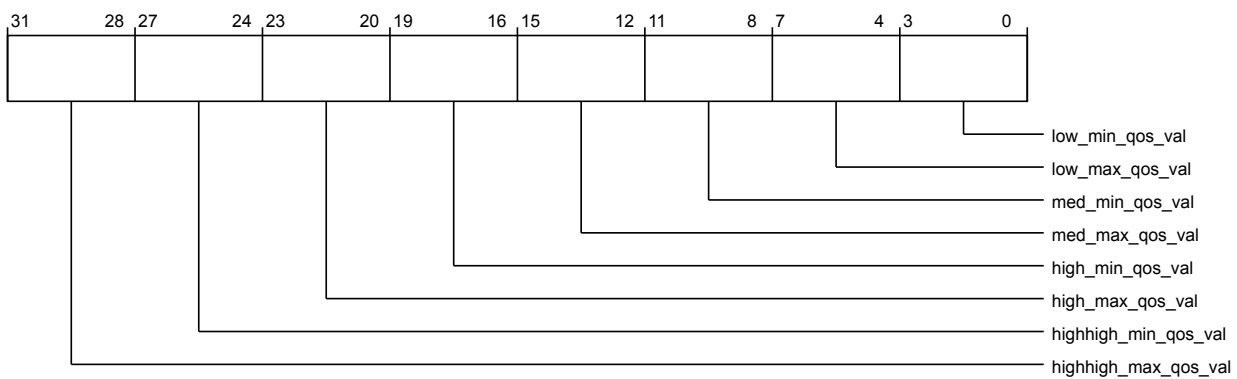 31 28 27 24 23 20 19 16 15 12 11 8 7 4 3 0
low_min_qos_val
low_max_qos_val
med_min_qos_val
med_max_qos_val
high_min_qos_val
high_max_qos_val
highhigh_min_qos_val
highhigh_max_qos_val